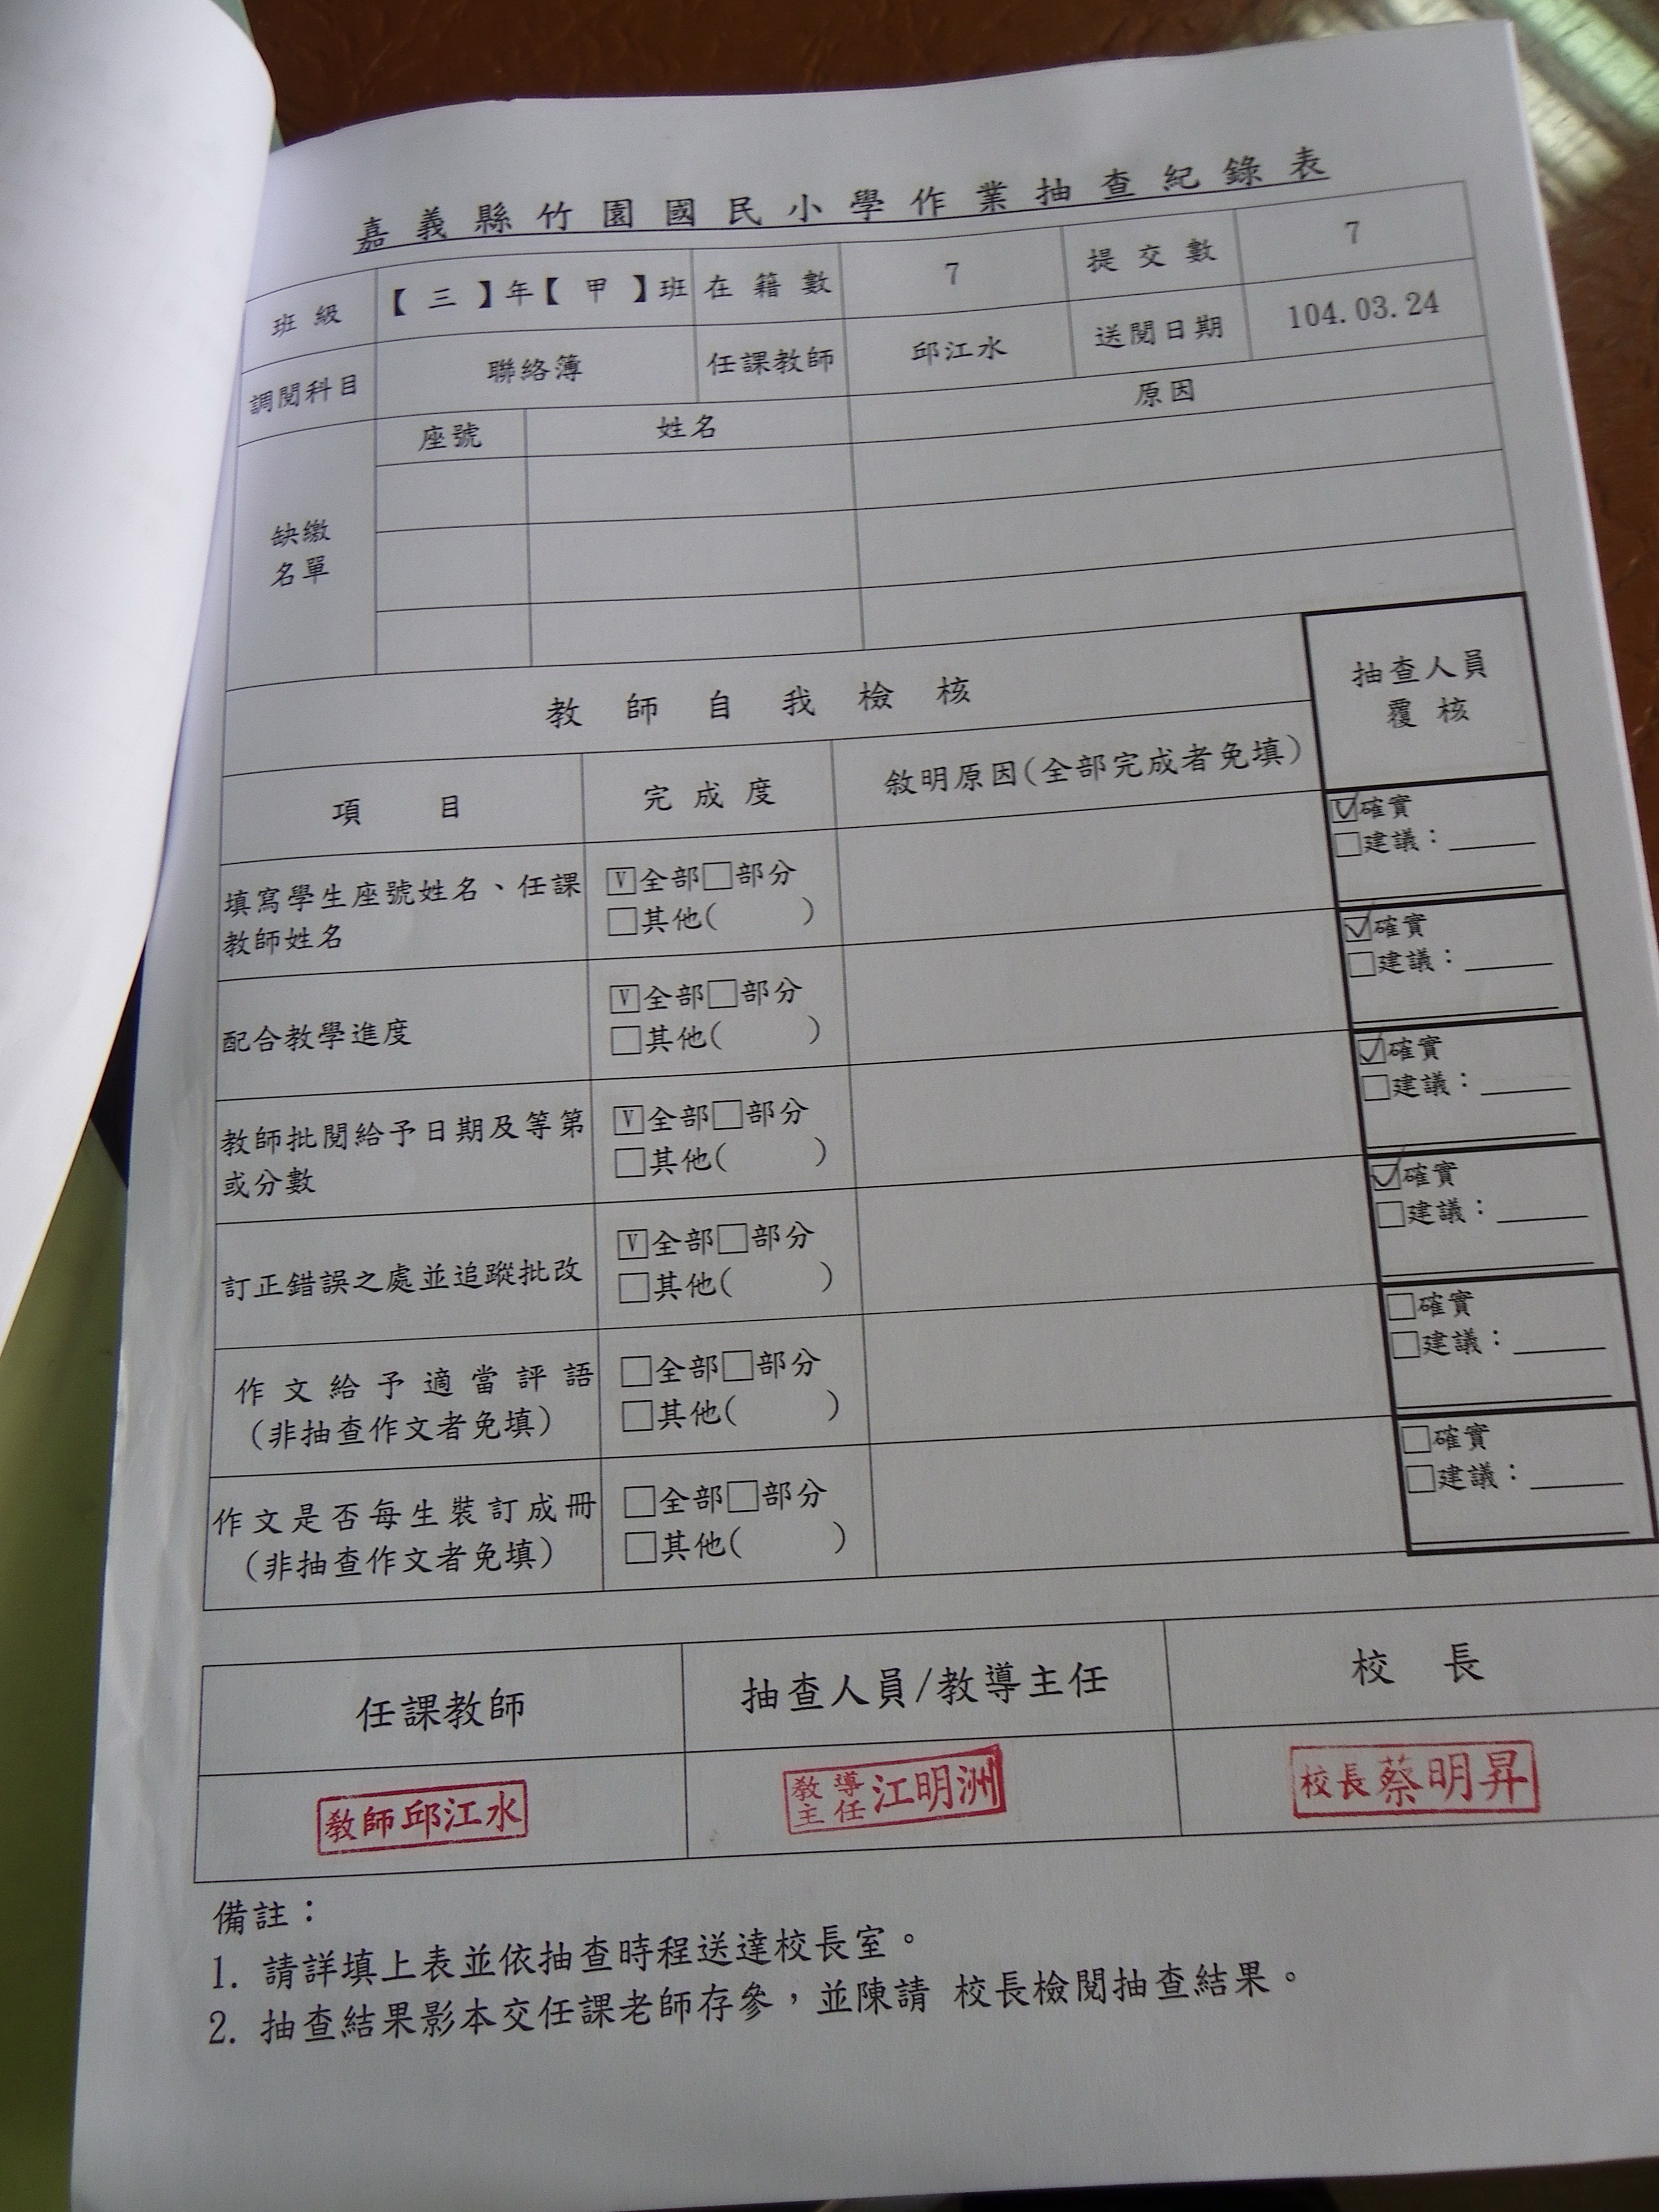 嘉義縣竹園國民小學作業抽查紀錄表
班級 【 三 】年【 甲 】班 在籍數 7 提交數 7
調閱科目 聯絡簿 任課教師 邱江水 送閱日期 104.03.24
缺繳
名單
座號 姓名 原因
教師自我檢核
抽查人員
覆核
項目 完成度 敘明原因(全部完成者免填)
填寫學生座號姓名、任課
教師姓名
V全部□部分
□其他( )
☑確實
□建議：
配合教學進度
V全部□部分
□其他( )
☑確實
□建議：
教師批閱給予日期及等第
或分數
V全部□部分
□其他( )
☑確實
□建議：
訂正錯誤之處並追蹤批改
V全部□部分
□其他( )
☑確實
□建議：
作文給予適當評語
(非抽查作文者免填)
□全部□部分
□其他( )
□確實
□建議：
作文是否每生裝訂成冊
(非抽查作文者免填)
□全部□部分
□其他( )
□確實
□建議：
任課教師 抽查人員/教導主任 校長
教師邱江水
教導
主任 江明洲
校長蔡明昇
備註：
1. 請詳填上表並依抽查時程送達校長室。
2. 抽查結果影本交任課老師存參，並陳請 校長檢閱抽查結果。